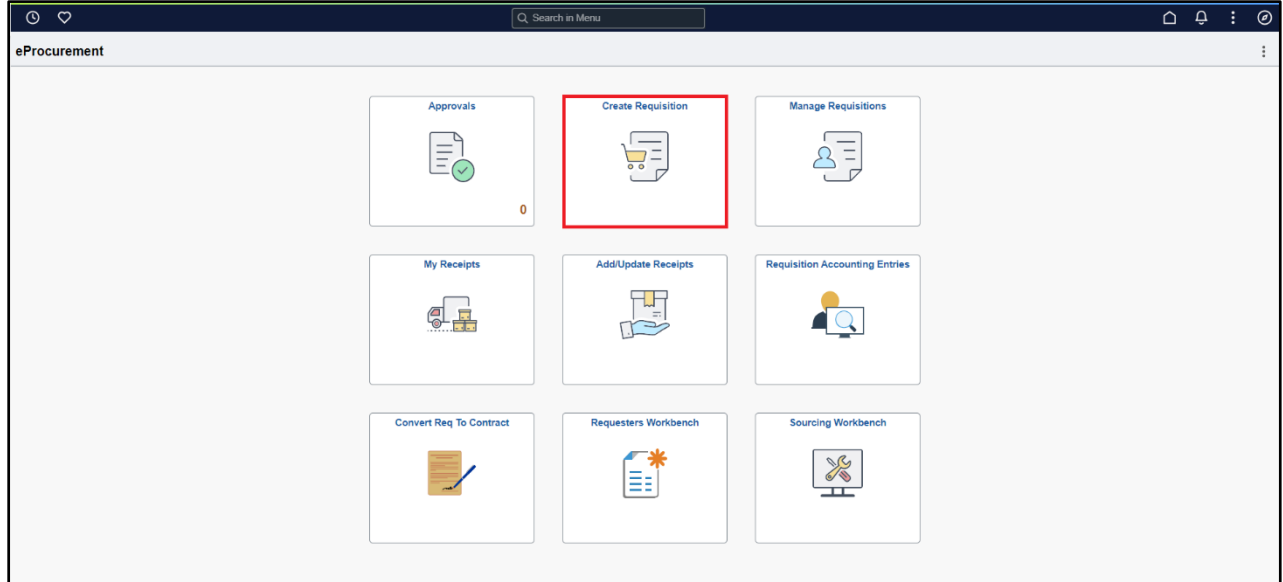 Search in Menu
eProcurement
Approvals
Create Requisition
Manage Requisitions
0
My Receipts
Add/Update Receipts
Requisition Accounting Entries
Convert Req To Contract
Requesters Workbench
Sourcing Workbench